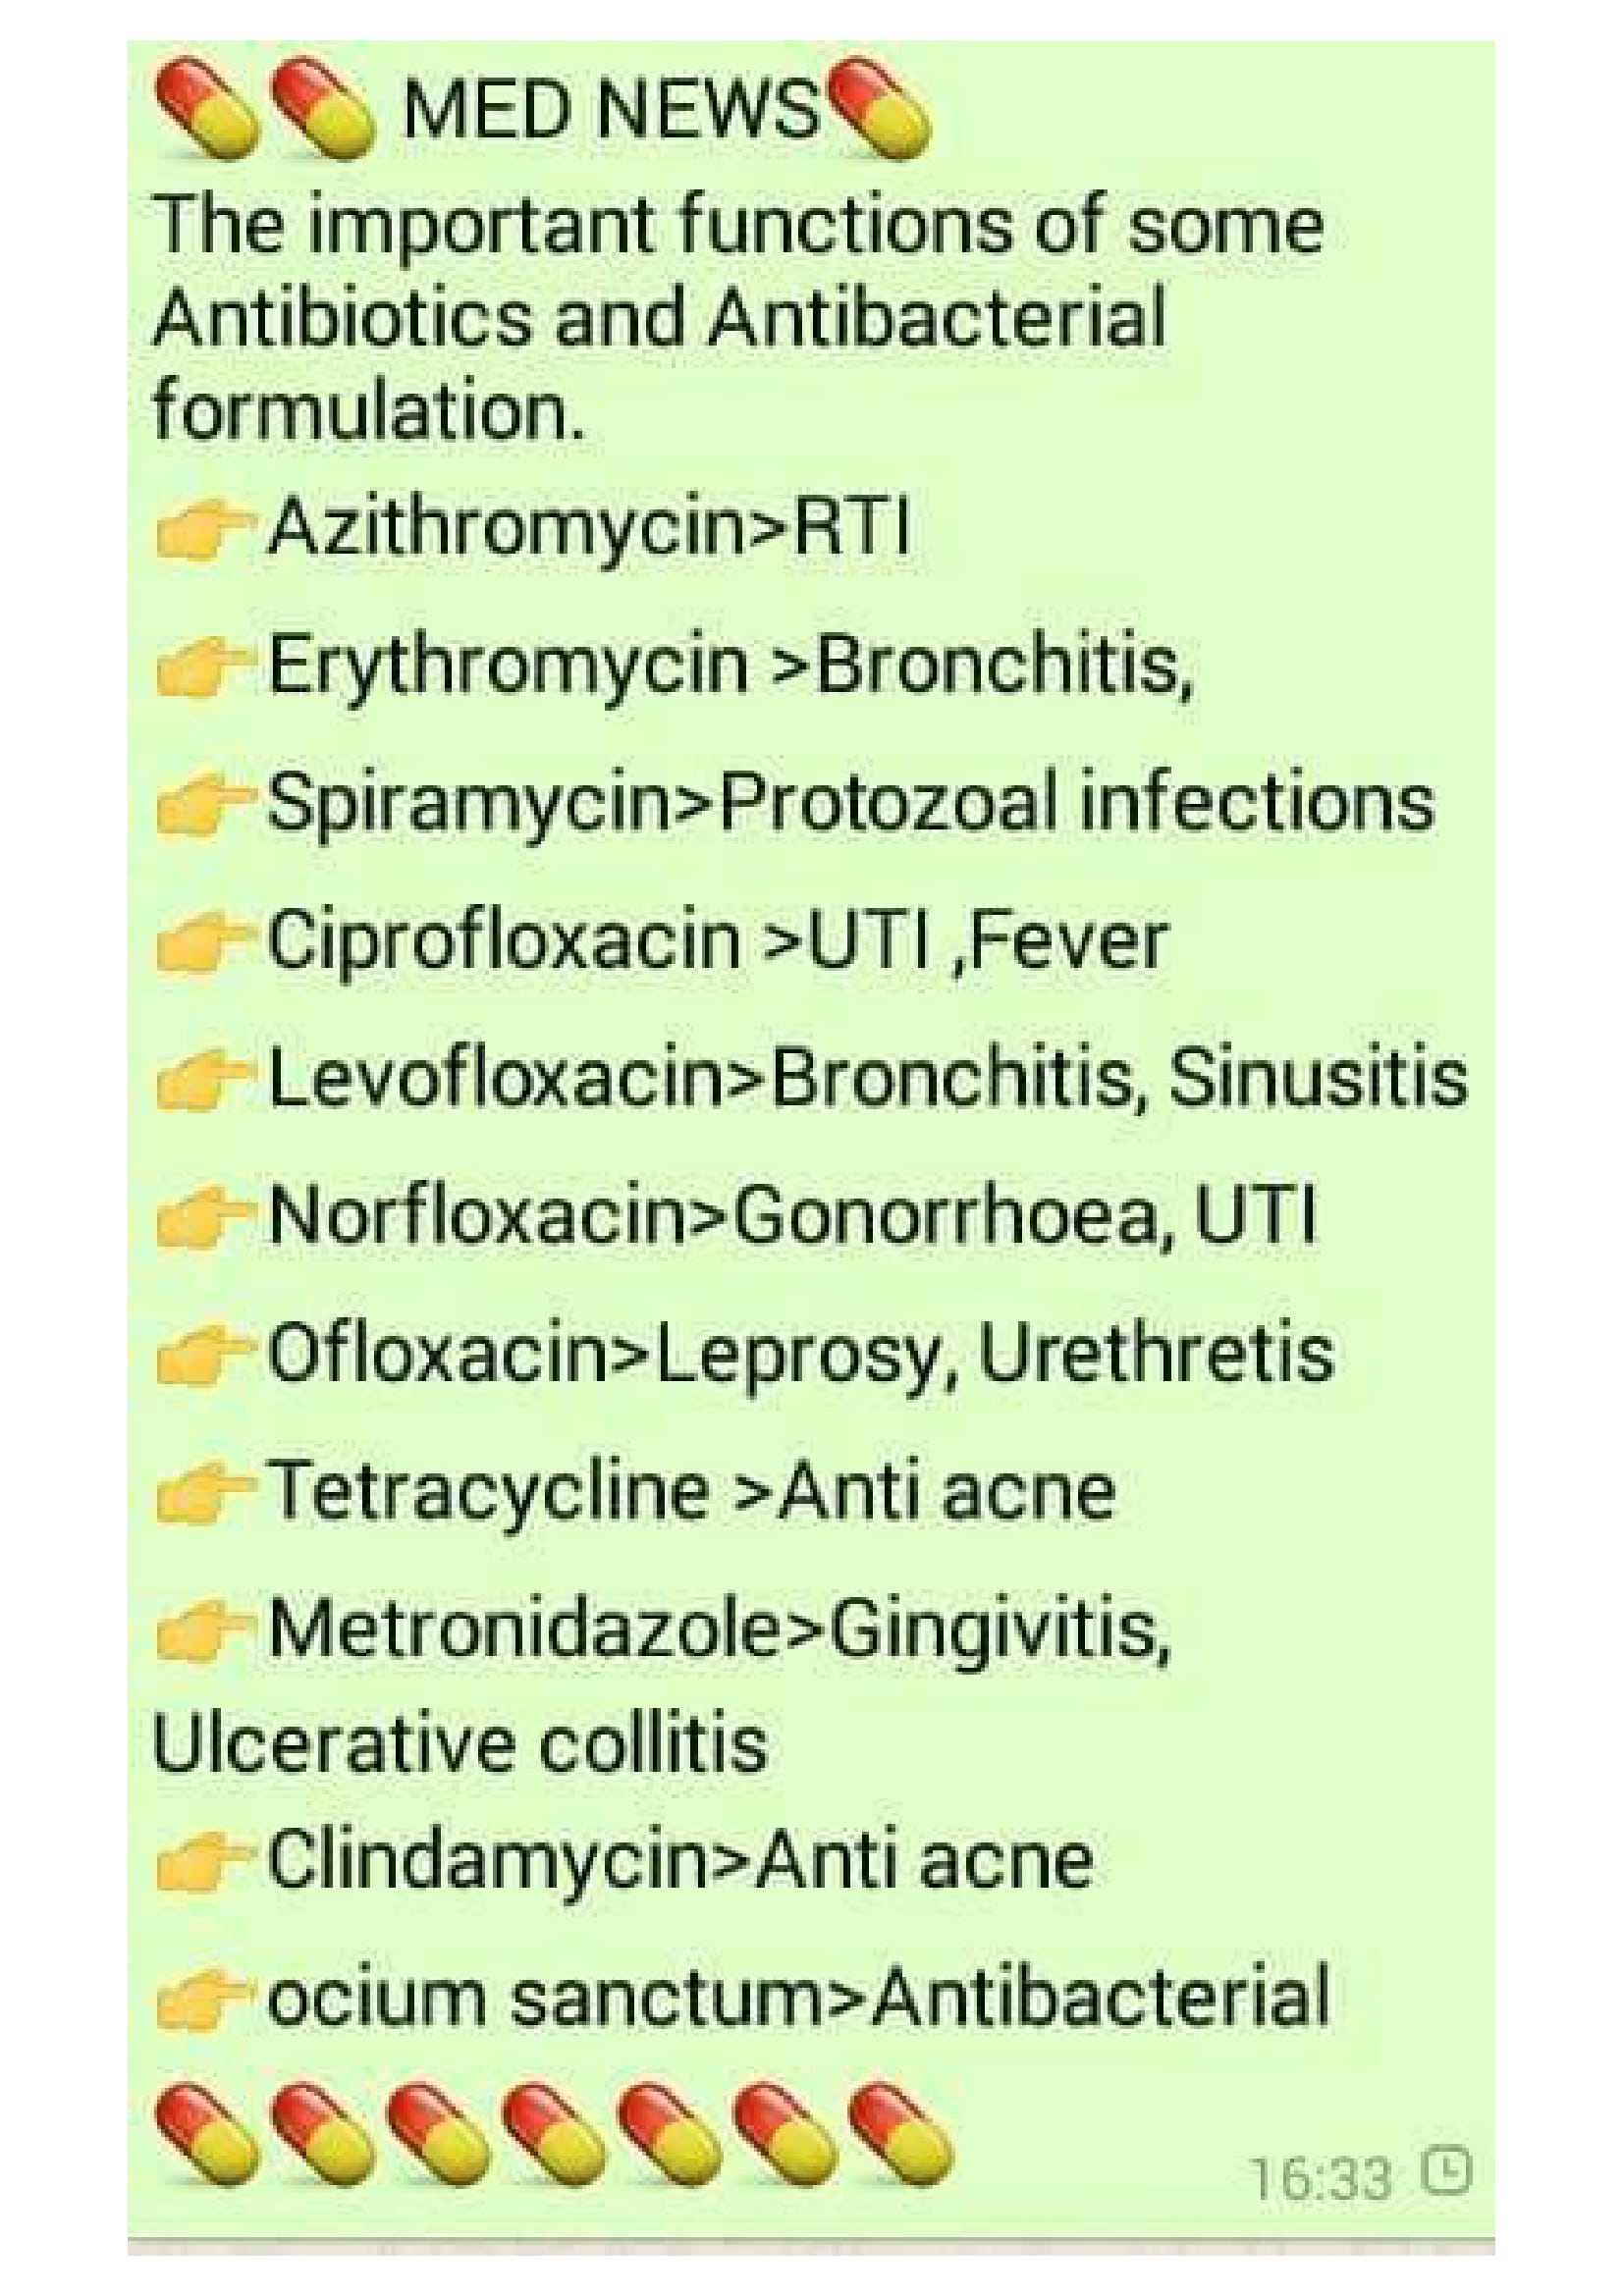 💊💊 MED NEWS💊
The important functions of some
Antibiotics and Antibacterial
formulation.
👉Azithromycin>RTI
👉Erythromycin >Bronchitis,
👉Spiramycin>Protozoal infections
👉Ciprofloxacin >UTI ,Fever
👉Levofloxacin>Bronchitis, Sinusitis
👉Norfloxacin>Gonorrhoea, UTI
👉Ofloxacin>Leprosy, Urethretis
👉Tetracycline >Anti acne
👉Metronidazole>Gingivitis,
Ulcerative collitis
👉Clindamycin>Anti acne
👉ocium sanctum>Antibacterial
💊💊💊💊💊💊💊
16:33